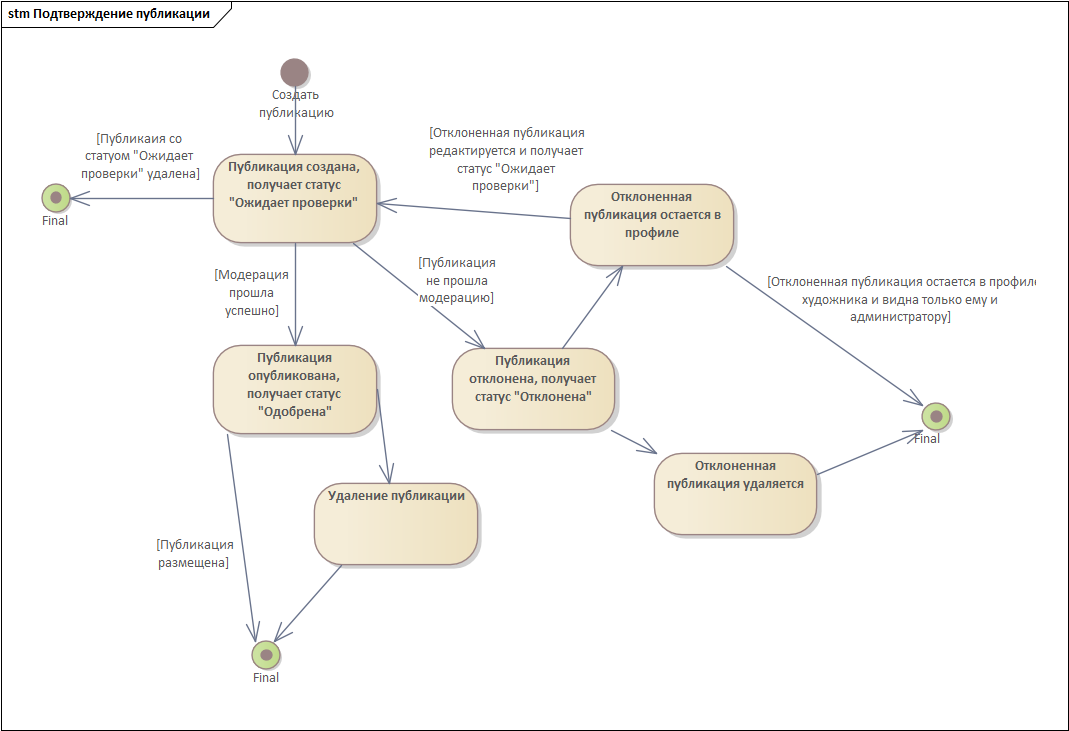 stm Подтверждение публикации
Создать
публикацию
[Публикаия со
статуом "Ожидает
проверки" удалена]
Final
Публикация создана,
получает статус
"Ожидает проверки"
[Отклоненная публикация
редактируется и получает
статус "Ожидает
проверки"]
Отклоненная
публикация остается в
профиле
[Модерация
прошла
успешно]
[Публикация
не прошла
модерацию]
[Отклоненная публикация остается в профиле
художника и видна только ему и
администратору]
Публикация
опубликована,
получает статус
"Одобрена"
Публикация
отклонена, получает
статус "Отклонена"
Final
Отклоненная
публикация удаляется
Удаление публикации
[Публикация
размещена]
Final